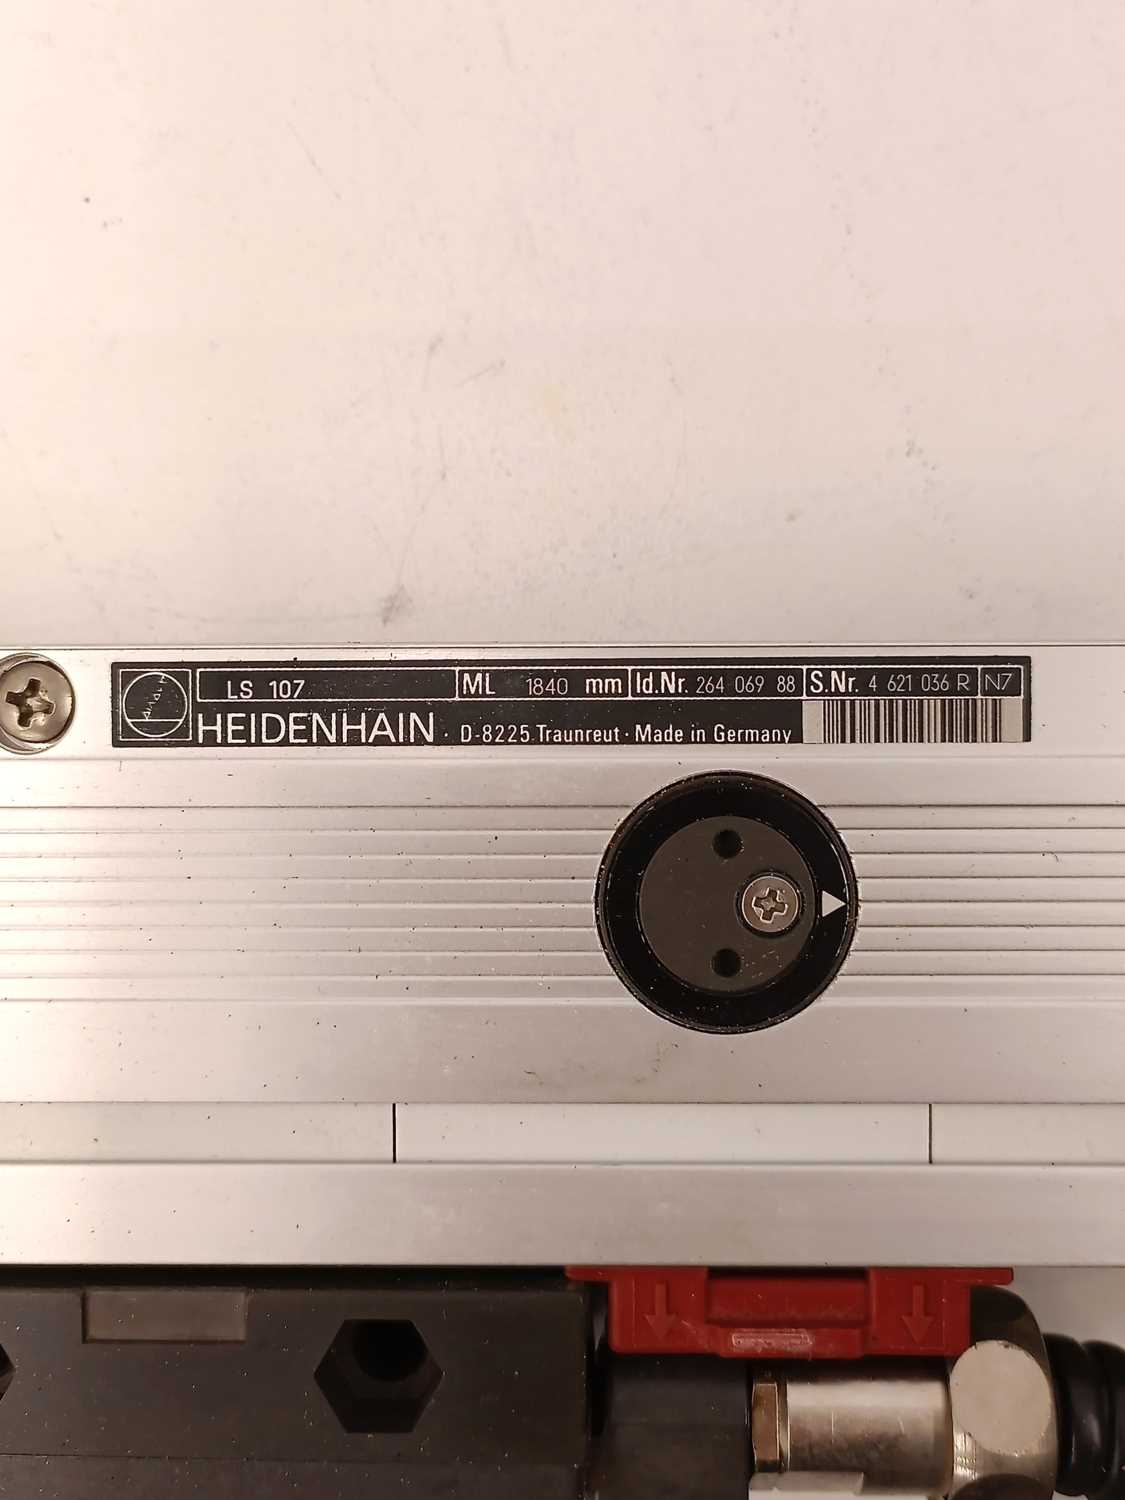 LS 107 ML 1840 mm Id.Nr. 264 069 88 S.Nr. 4 621 036 R N7
HEIDENHAIN · D-8225 Traunreut · Made in Germany